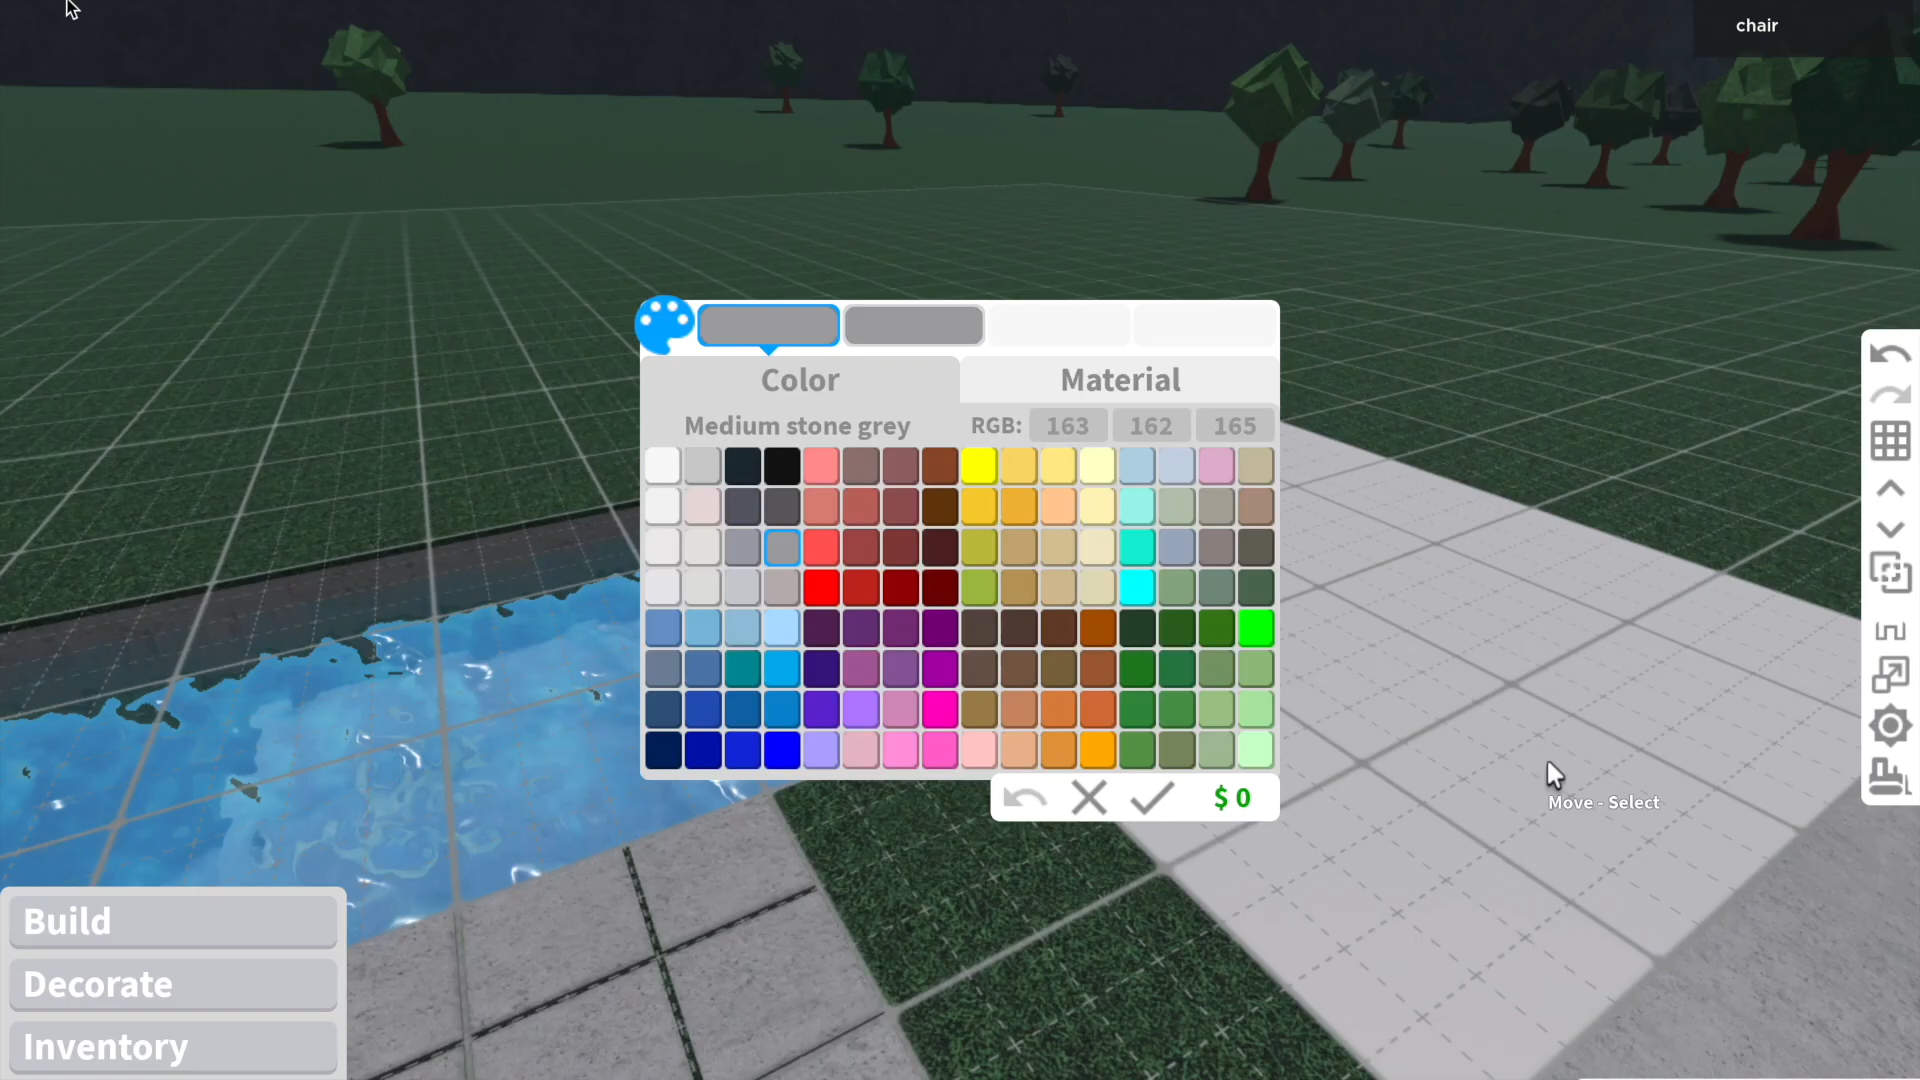 chair
Color
Material
Medium stone grey
RGB: 163 162 165
$ 0
Move - Select
Build
Decorate
Inventory